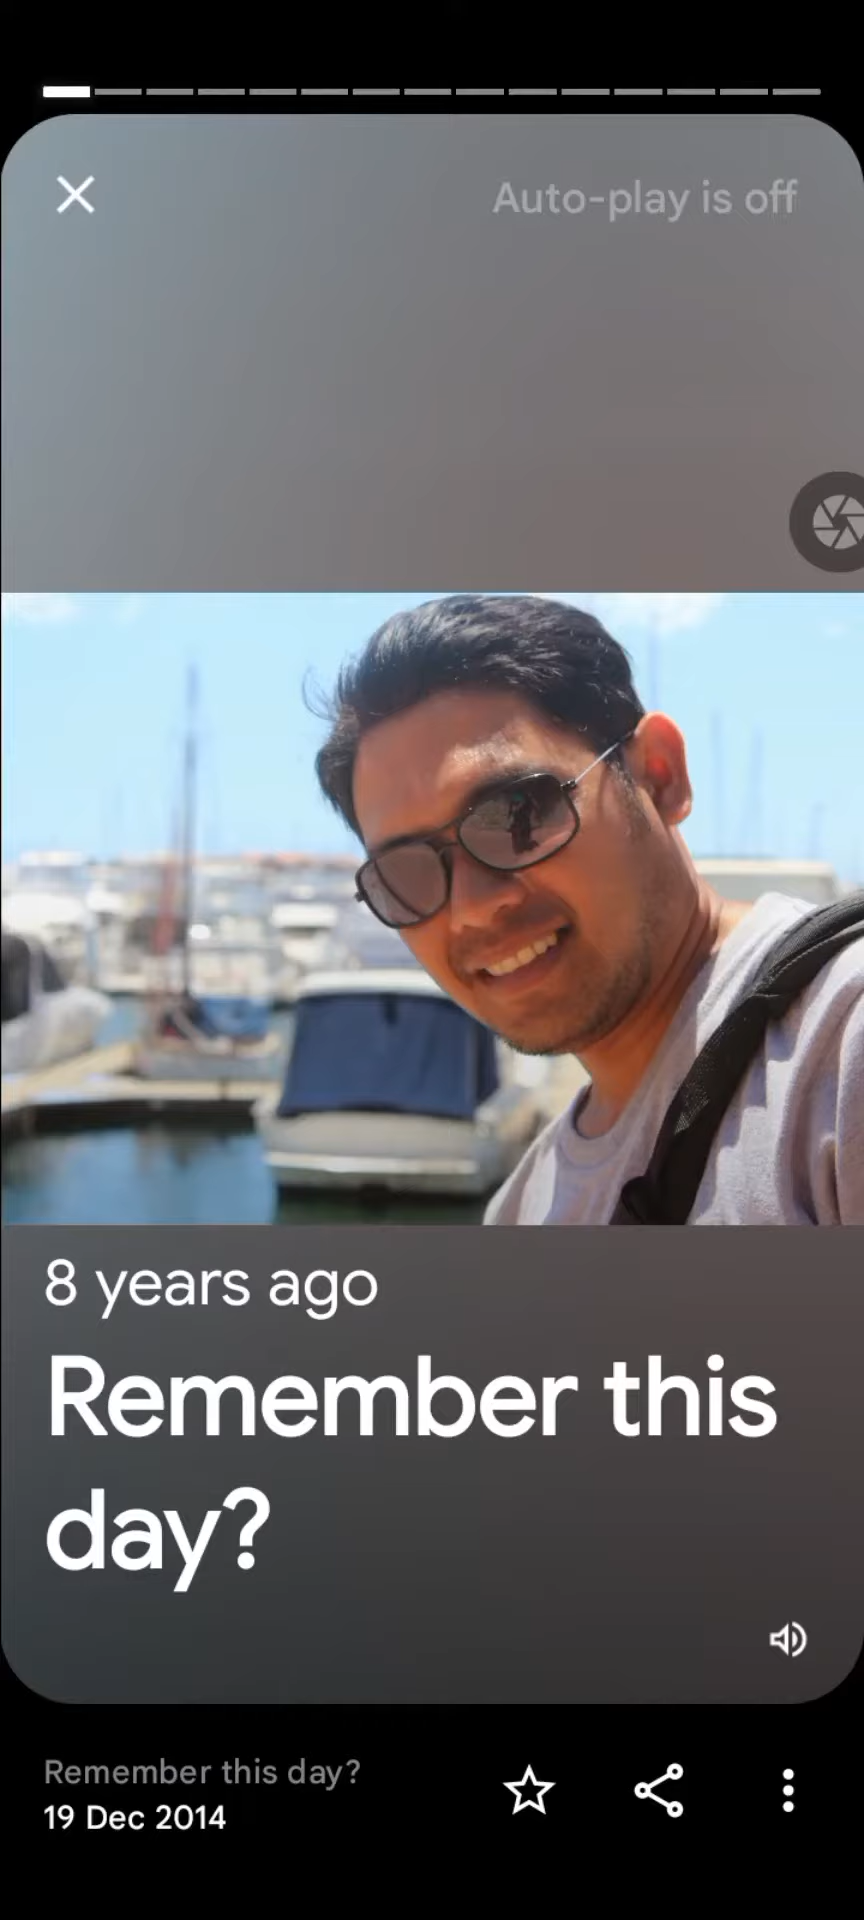 Auto-play is off
8 years ago
Remember this
day?
Remember this day?
19 Dec 2014